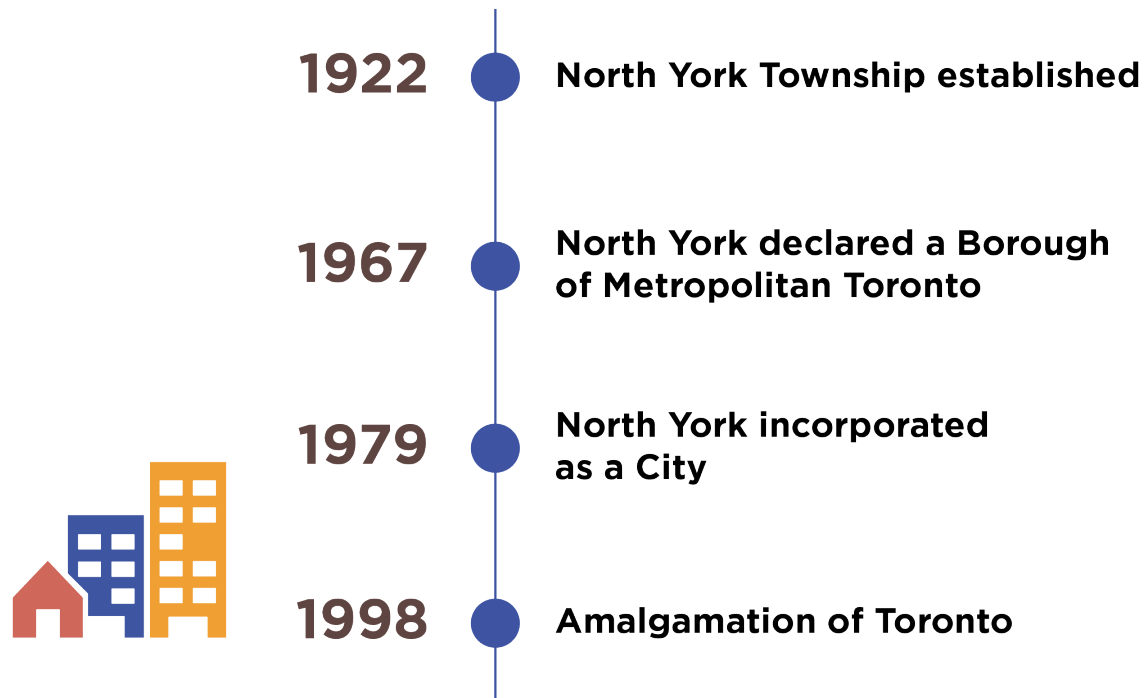 1922
North York Township established
1967
North York declared a Borough
of Metropolitan Toronto
1979
North York incorporated
as a City
1998
Amalgamation of Toronto